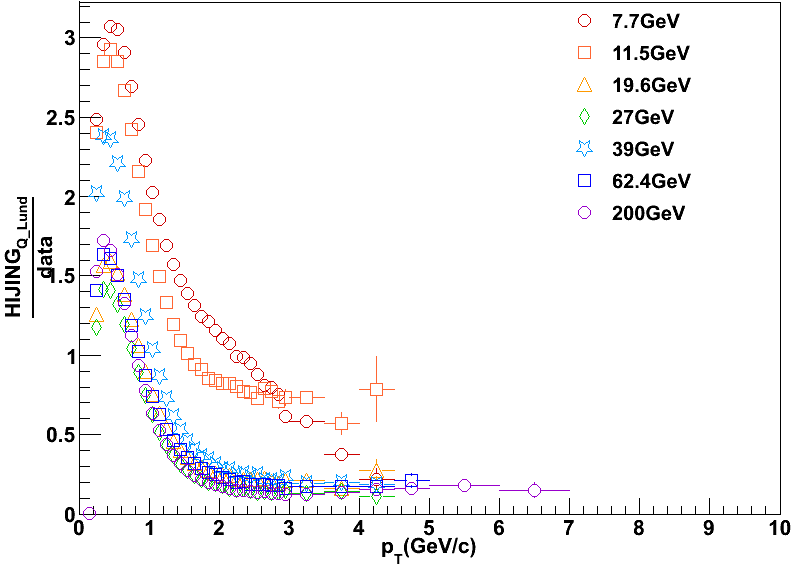 3
2.5
2
1.5
1
0.5
0
HIJING_Q_Lund
data
7.7GeV
11.5GeV
19.6GeV
27GeV
39GeV
62.4GeV
200GeV
0 1 2 3 4 5 6 7 8 9 10
p_T(GeV/c)